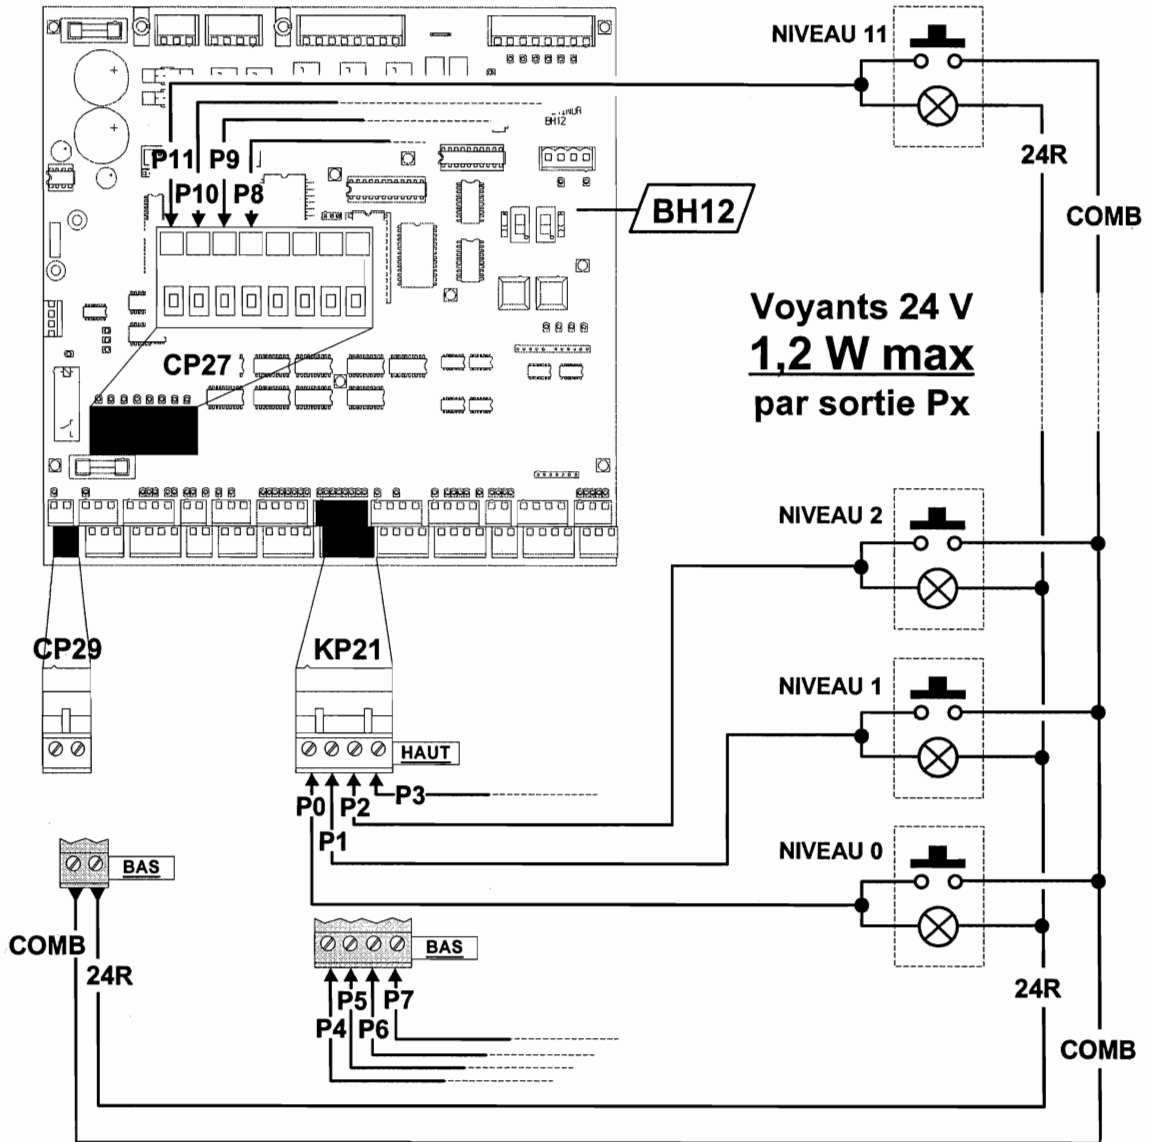 NIVEAU 11
BH12
P11
P9
P10
P8
24R
BH12
COMB
Voyants 24 V
1,2 W max
par sortie Px
CP27
NIVEAU 2
CP29
KP21
NIVEAU 1
HAUT
P0
P2
P3
P1
NIVEAU 0
BAS
COMB
BAS
24R
P5
P7
24R
P4
P6
COMB